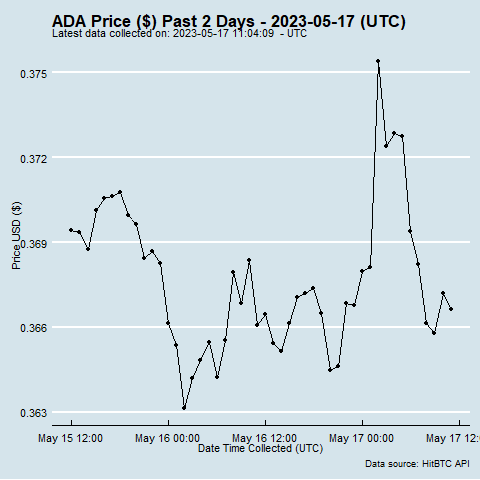 ADA Price ($) Past 2 Days - 2023-05-17 (UTC)
Latest data collected on: 2023-05-17 11:04:09  - UTC
0.375
0.372
0.369
0.366
0.363
Price USD ($)
May 15 12:00
May 16 00:00
May 16 12:00
May 17 00:00
May 17 12:0
Date Time Collected (UTC)
Data source: HitBTC API